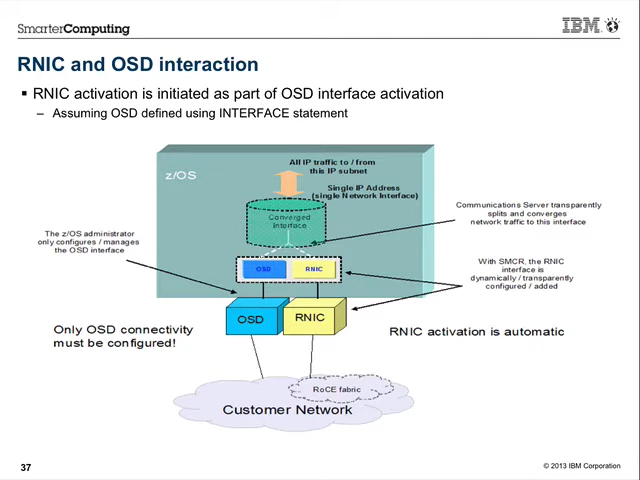 SmarterComputing
IBM
RNIC and OSD interaction
▪ RNIC activation is initiated as part of OSD interface activation
– Assuming OSD defined using INTERFACE statement
z/OS
All IP traffic to / from
this IP subnet
Single IP Address
(single Network Interface)
Converged
Interface
OSD
RNIC
The z/OS administrator
only configures / manages
the OSD interface
Communications Server transparently
splits and converges
network traffic to this interface
With SMCR, the RNIC
interface is
dynamically / transparently
configured / added
OSD
RNIC
Only OSD connectivity
must be configured!
RNIC activation is automatic
RoCE fabric
Customer Network
37
© 2013 IBM Corporation